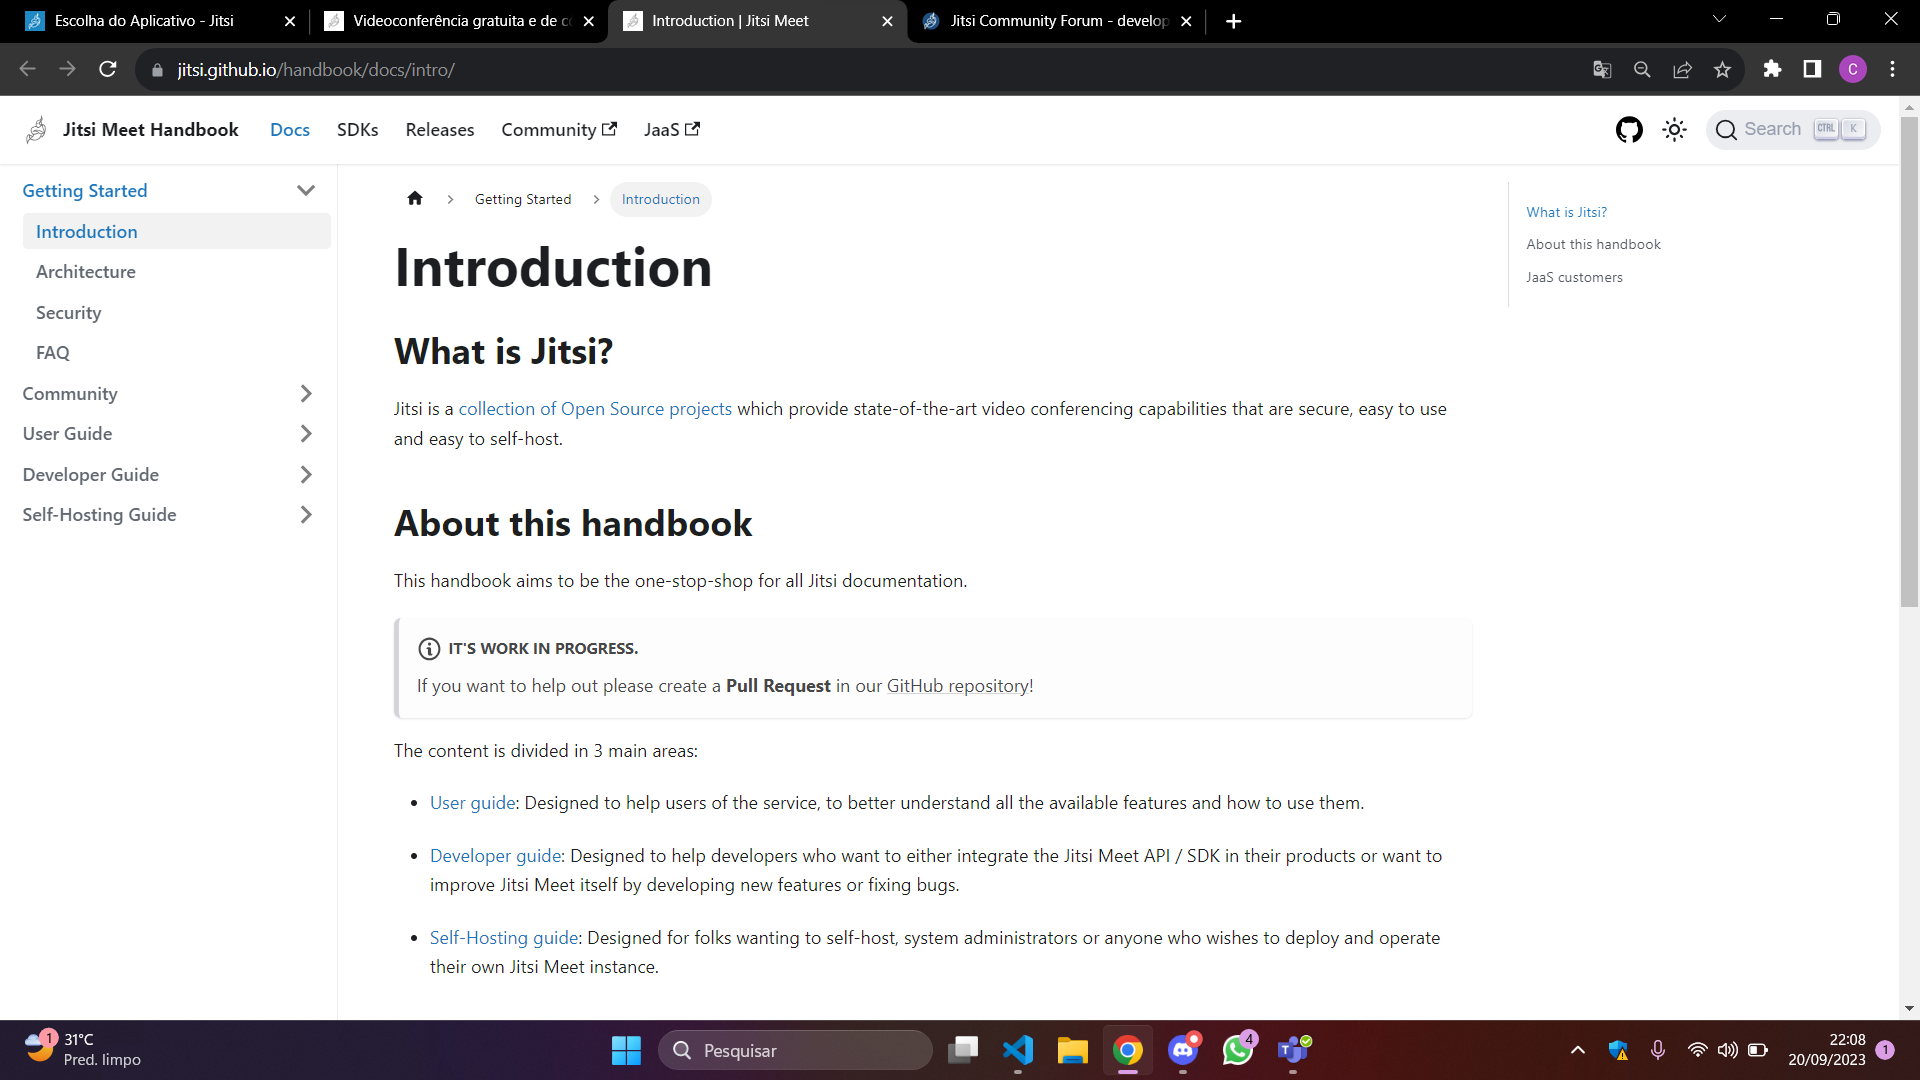 Escolha do Aplicativo - Jitsi
Videoconferência gratuita e de c
Introduction | Jitsi Meet
Jitsi Community Forum - develop
jitsi.github.io/handbook/docs/intro/
C
Jitsi Meet Handbook
Docs
SDKs
Releases
Community
JaaS
Search
CTRL
K
Getting Started
Introduction
Architecture
Security
FAQ
Community
User Guide
Developer Guide
Self-Hosting Guide
Getting Started
Introduction
What is Jitsi?
About this handbook
JaaS customers
Introduction
What is Jitsi?
Jitsi is a collection of Open Source projects which provide state-of-the-art video conferencing capabilities that are secure, easy to use
and easy to self-host.
About this handbook
This handbook aims to be the one-stop-shop for all Jitsi documentation.
IT'S WORK IN PROGRESS.
If you want to help out please create a Pull Request in our GitHub repository!
The content is divided in 3 main areas:
• User guide: Designed to help users of the service, to better understand all the available features and how to use them.
• Developer guide: Designed to help developers who want to either integrate the Jitsi Meet API / SDK in their products or want to
improve Jitsi Meet itself by developing new features or fixing bugs.
• Self-Hosting guide: Designed for folks wanting to self-host, system administrators or anyone who wishes to deploy and operate
their own Jitsi Meet instance.
1
31°C
Pred. limpo
Pesquisar
4
22:08
20/09/2023
1